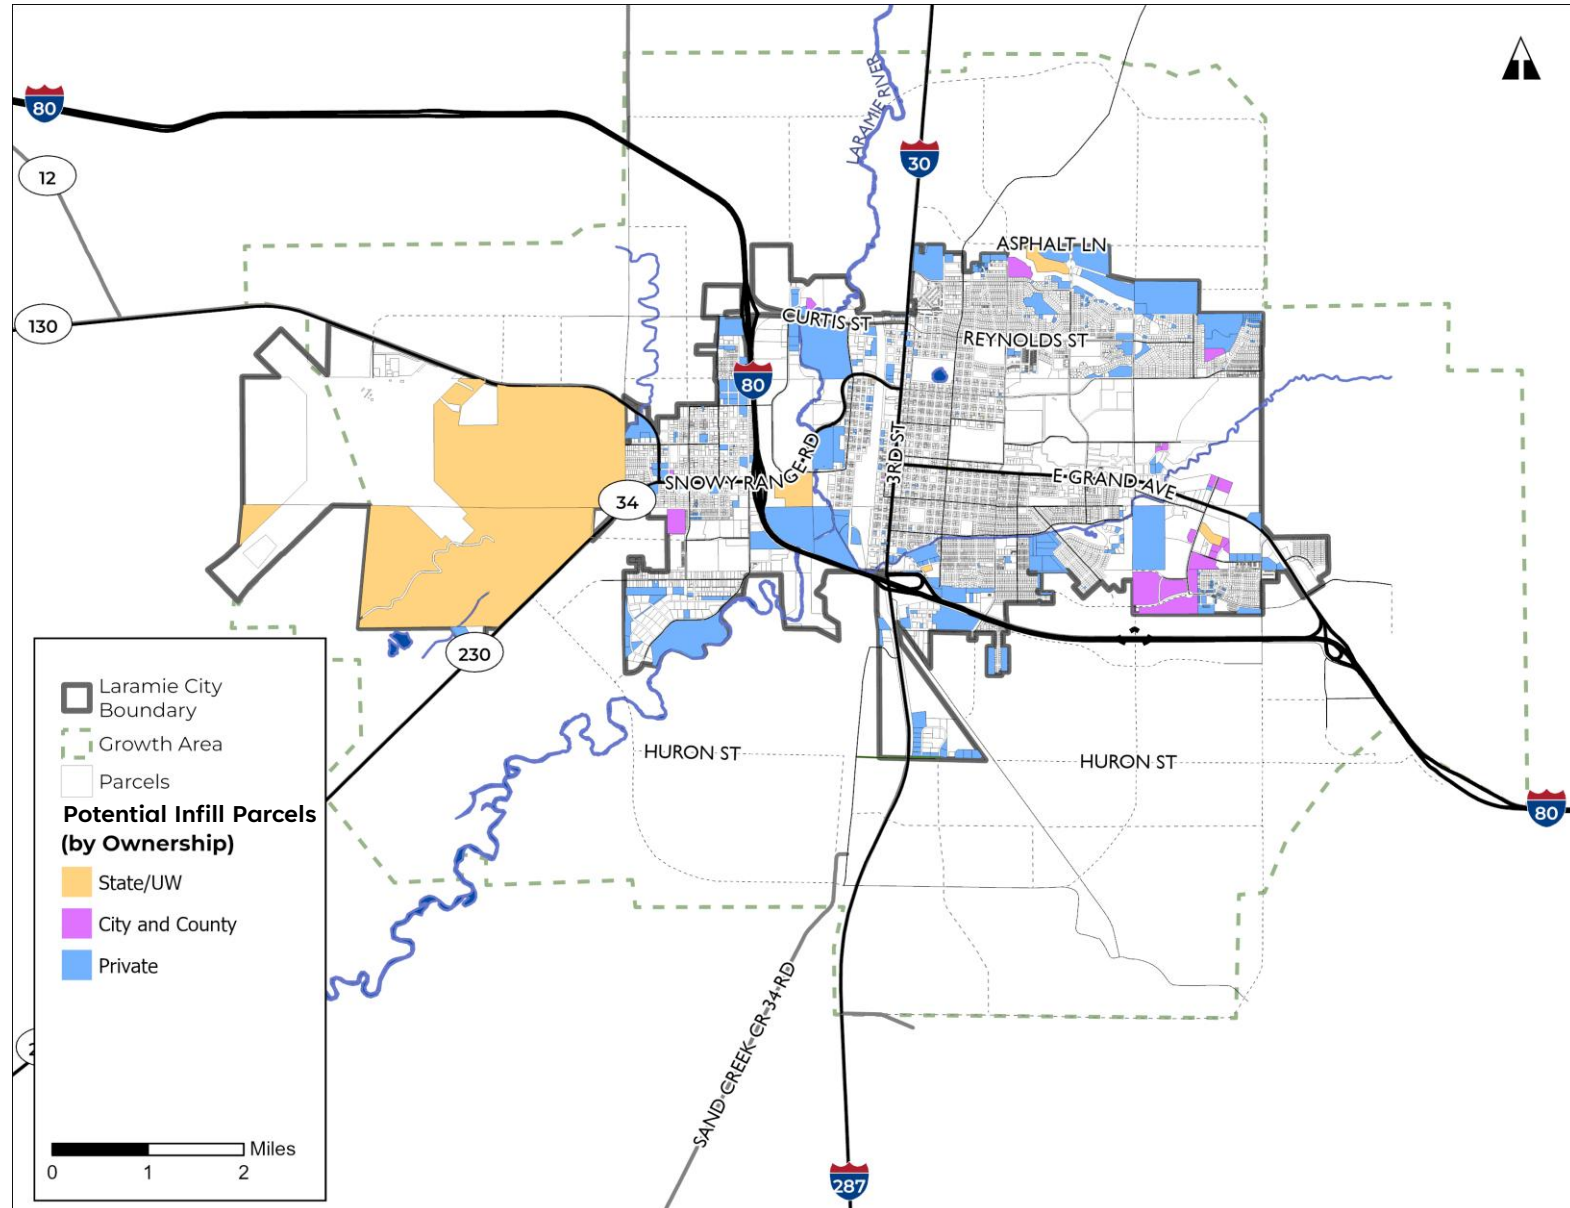 80
LARAMIE RIVER
30
12
ASPHALT LN
130
CURTIS ST
REYNOLDS ST
80
3RD ST
SNOWY RANGE RD
E GRAND AVE
34
230
HURON ST
HURON ST
80
SAND CREEK CR 34 RD
287
Laramie City
Boundary
Growth Area
Parcels
Potential Infill Parcels
(by Ownership)
State/UW
City and County
Private
Miles
0
1
2